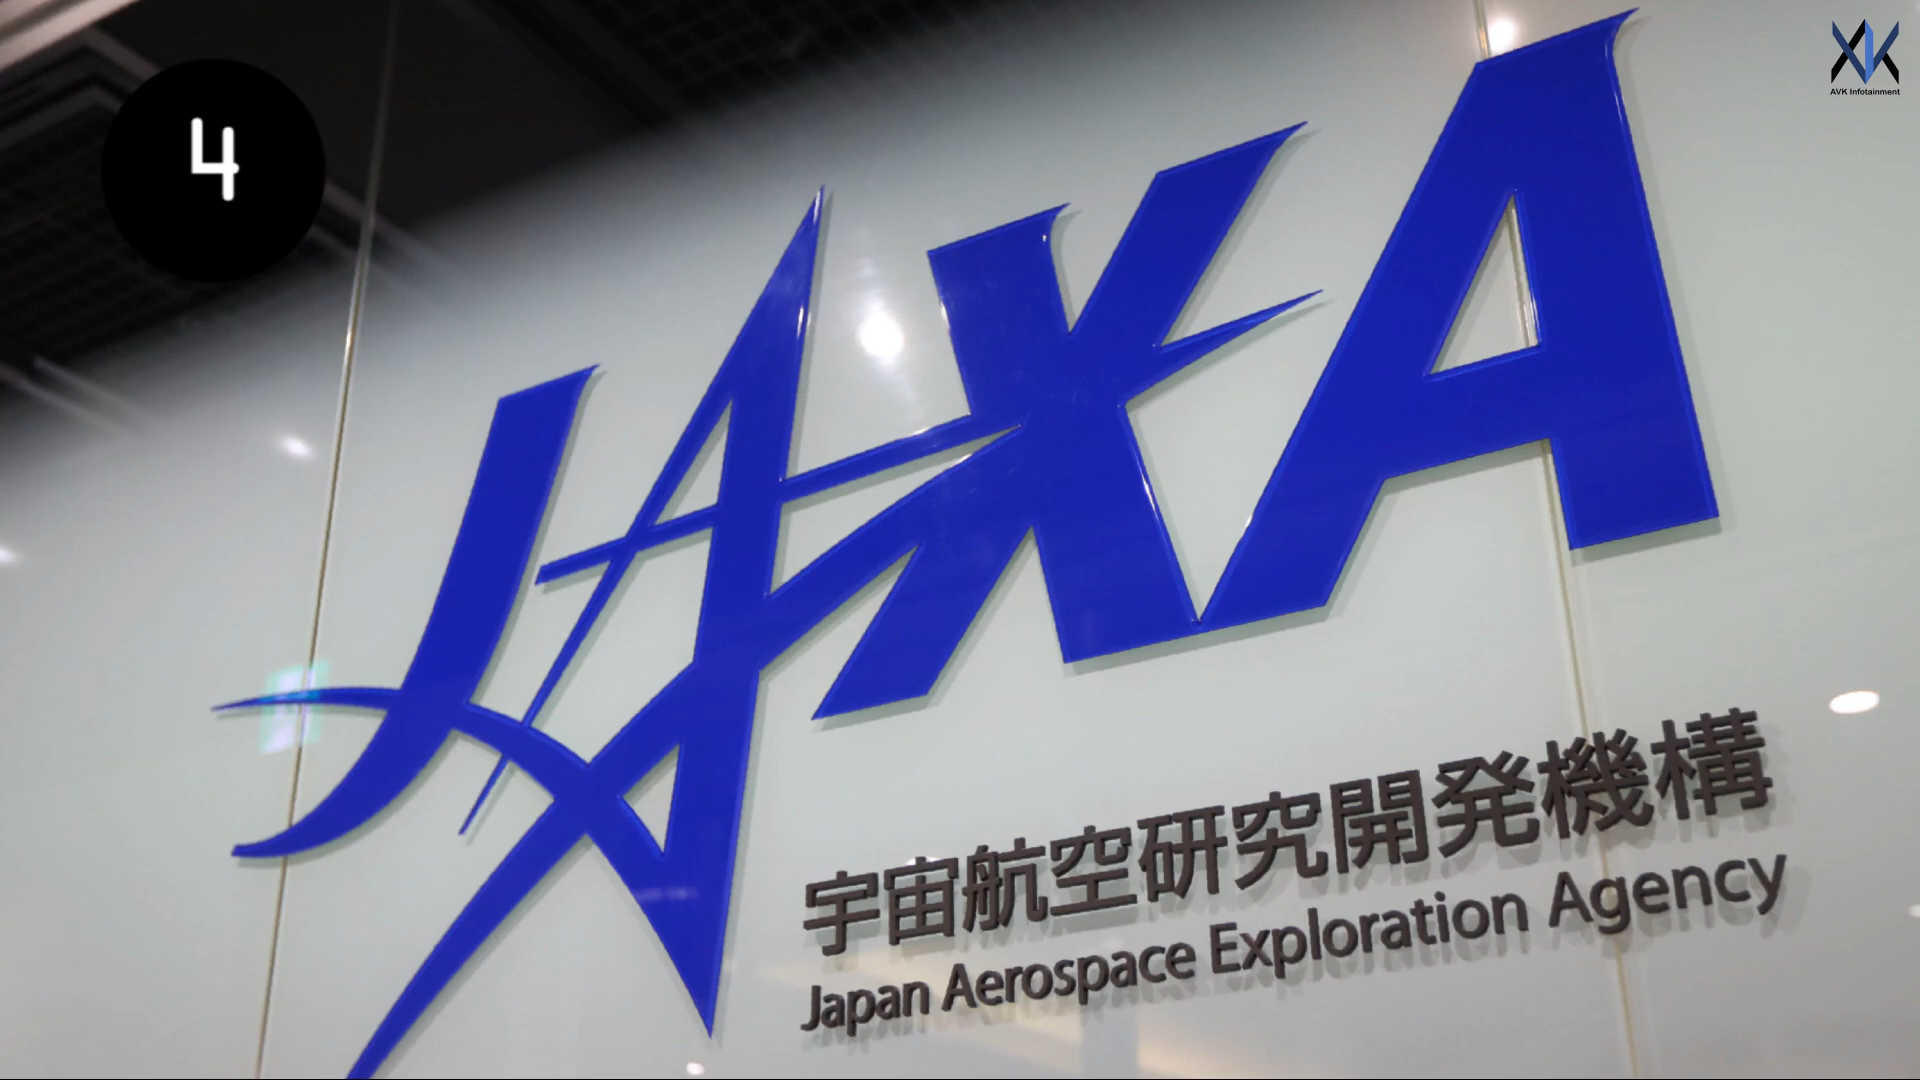 4
AVK Infotainment
JAXA
宇宙航空研究開発機構
Japan Aerospace Exploration Agency